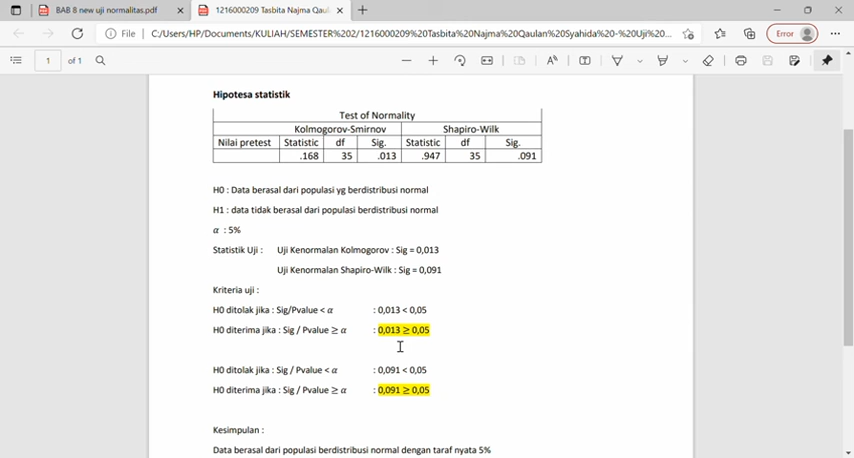 BAB 8 new uji normalitas.pdf
1216000209 Tasbita Najma Qaul
File
C:/Users/HP/Documents/KULIAH/SEMESTER%202/1216000209%20Tasbita%20Najma%20Qaulan%20Syahida%20-%20Uji%20...
Error
1 of 1
Hipotesa statistik
Test of Normality
Kolmogorov-Smirnov Shapiro-Wilk
Nilai pretest Statistic df Sig. Statistic df Sig.
.168 35 .013 .947 35 .091
H0 : Data berasal dari populasi yg berdistribusi normal
H1 : data tidak berasal dari populasi berdistribusi normal
α : 5%
Statistik Uji : Uji Kenormalan Kolmogorov : Sig = 0,013
Uji Kenormalan Shapiro-Wilk : Sig = 0,091
Kriteria uji :
H0 ditolak jika : Sig/Pvalue < α : 0,013 < 0,05
H0 diterima jika : Sig / Pvalue ≥ α : 0,013 ≥ 0,05
H0 ditolak jika : Sig / Pvalue < α : 0,091 < 0,05
H0 diterima jika : Sig / Pvalue ≥ α : 0,091 ≥ 0,05
Kesimpulan :
Data berasal dari populasi berdistribusi normal dengan taraf nyata 5%